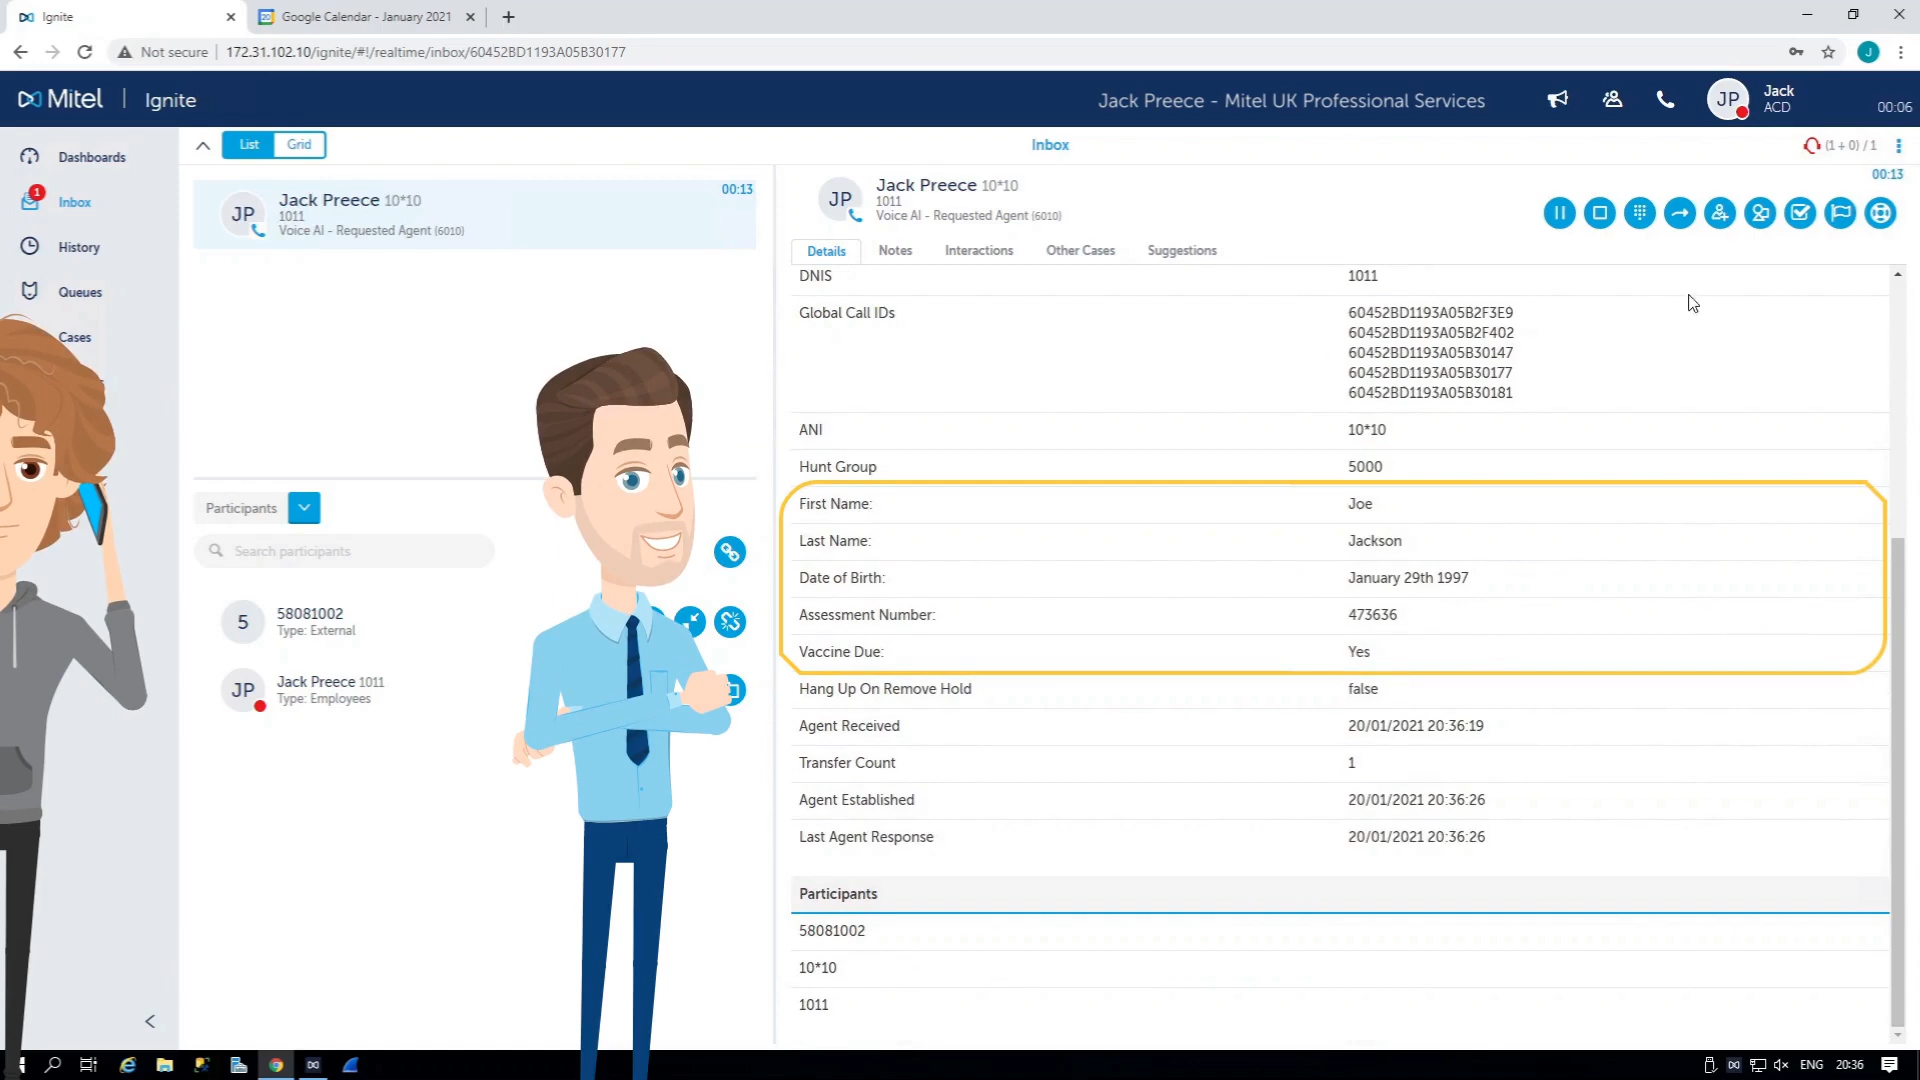 Ignite
Google Calendar - January 2021
Not secure
172.31.102.10/ignite/#!/realtime/inbox/60452BD1193A05B30177
J
Mitel | Ignite
Jack Preece - Mitel UK Professional Services
JP
Jack
ACD
00:06
Dashboards
1
Inbox
History
Queues
Cases
List
Grid
Inbox
(1 + 0) / 1
JP
Jack Preece 10*10
1011
Voice AI - Requested Agent (6010)
00:13
Participants
Search participants
5
58081002
Type: External
JP
Jack Preece 1011
Type: Employees
00:13
JP
Jack Preece 10*10
1011
Voice AI - Requested Agent (6010)
Details
Notes
Interactions
Other Cases
Suggestions
DNIS 1011
Global Call IDs 60452BD1193A05B2F3E9
60452BD1193A05B2F402
60452BD1193A05B30147
60452BD1193A05B30177
60452BD1193A05B30181
ANI 10*10
Hunt Group 5000
First Name: Joe
Last Name: Jackson
Date of Birth: January 29th 1997
Assessment Number: 473636
Vaccine Due: Yes
Hang Up On Remove Hold false
Agent Received 20/01/2021 20:36:19
Transfer Count 1
Agent Established 20/01/2021 20:36:26
Last Agent Response 20/01/2021 20:36:26
Participants
58081002
10*10
1011
ENG
20:36